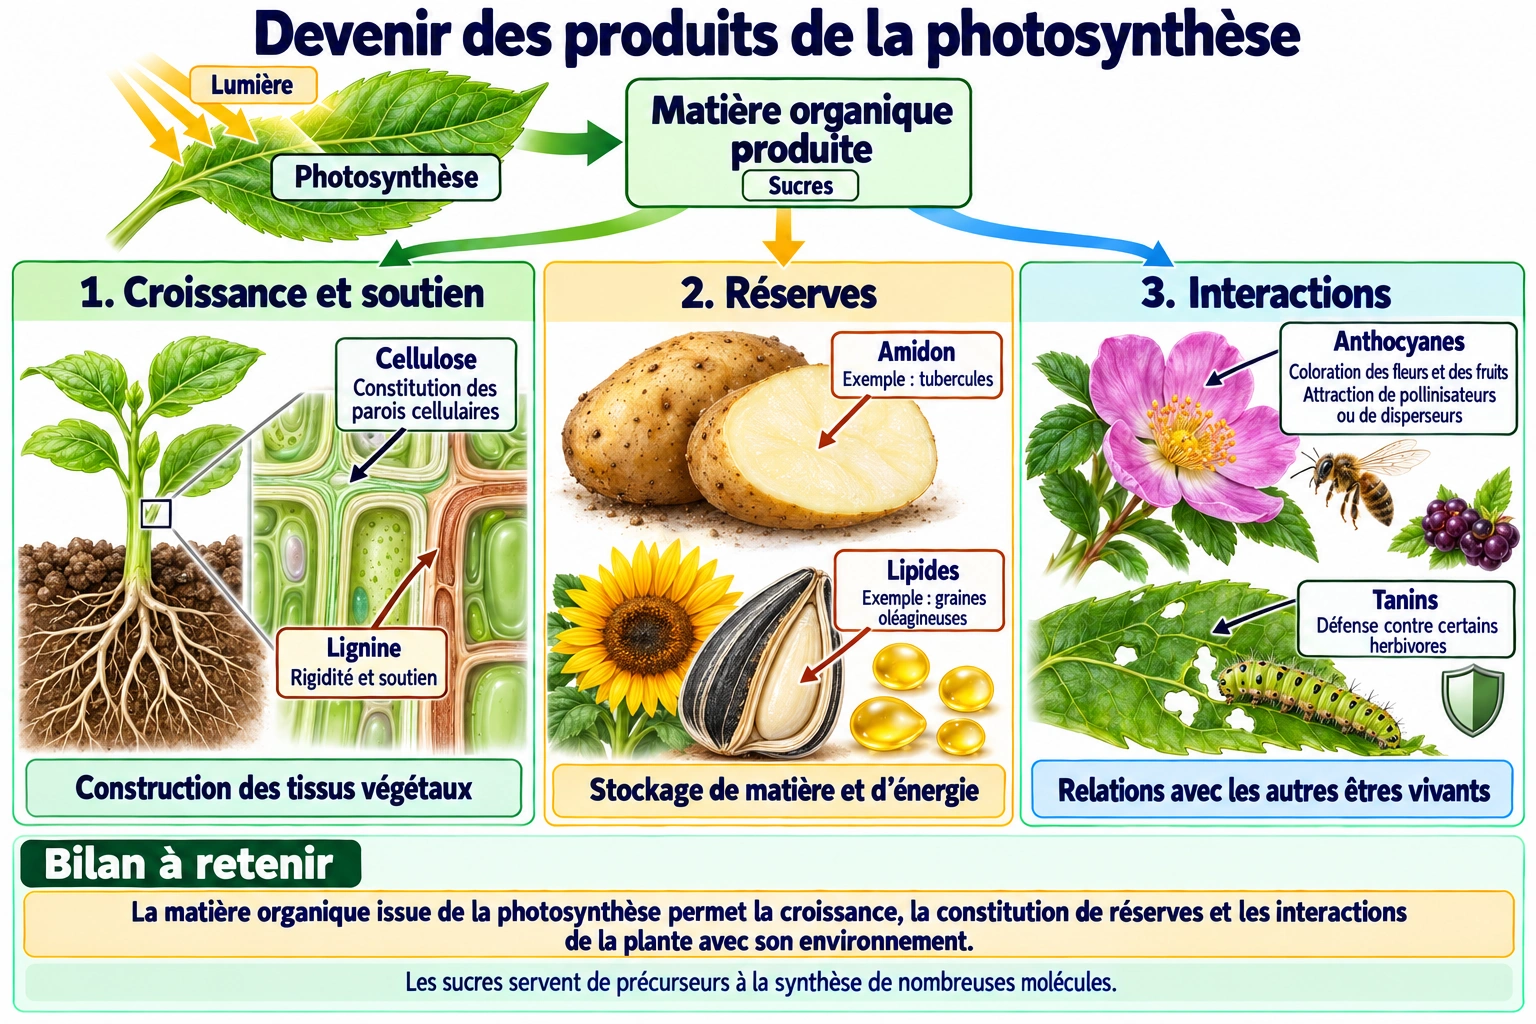 Devenir des produits de la photosynthèse
Lumière
Photosynthèse
Matière organique
produite
Sucres
1. Croissance et soutien
Cellulose
Constitution des
parois cellulaires
Lignine
Rigidité et soutien
Construction des tissus végétaux
2. Réserves
Amidon
Exemple : tubercules
Lipides
Exemple : graines
oléagineuses
Stockage de matière et d’énergie
3. Interactions
Anthocyanes
Coloration des fleurs et des fruits
Attraction de pollinisateurs
ou de disperseurs
Tanins
Défense contre certains
herbivores
Relations avec les autres êtres vivants
Bilan à retenir
La matière organique issue de la photosynthèse permet la croissance, la constitution de réserves et les interactions
de la plante avec son environnement.
Les sucres servent de précurseurs à la synthèse de nombreuses molécules.